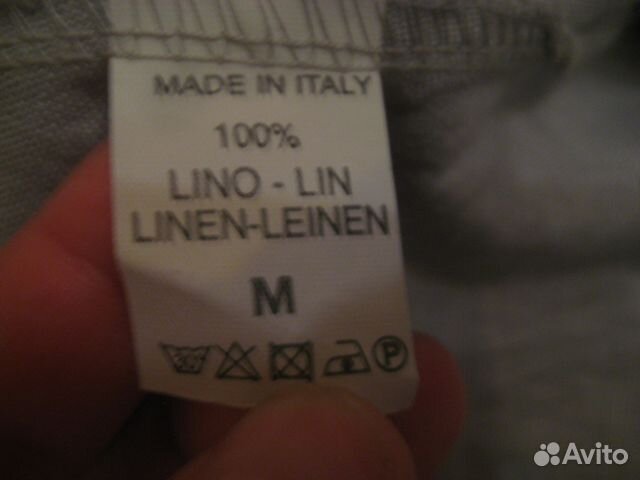 MADE IN ITALY
100%
LINO - LIN
LINEN-LEINEN
M
P
Avito